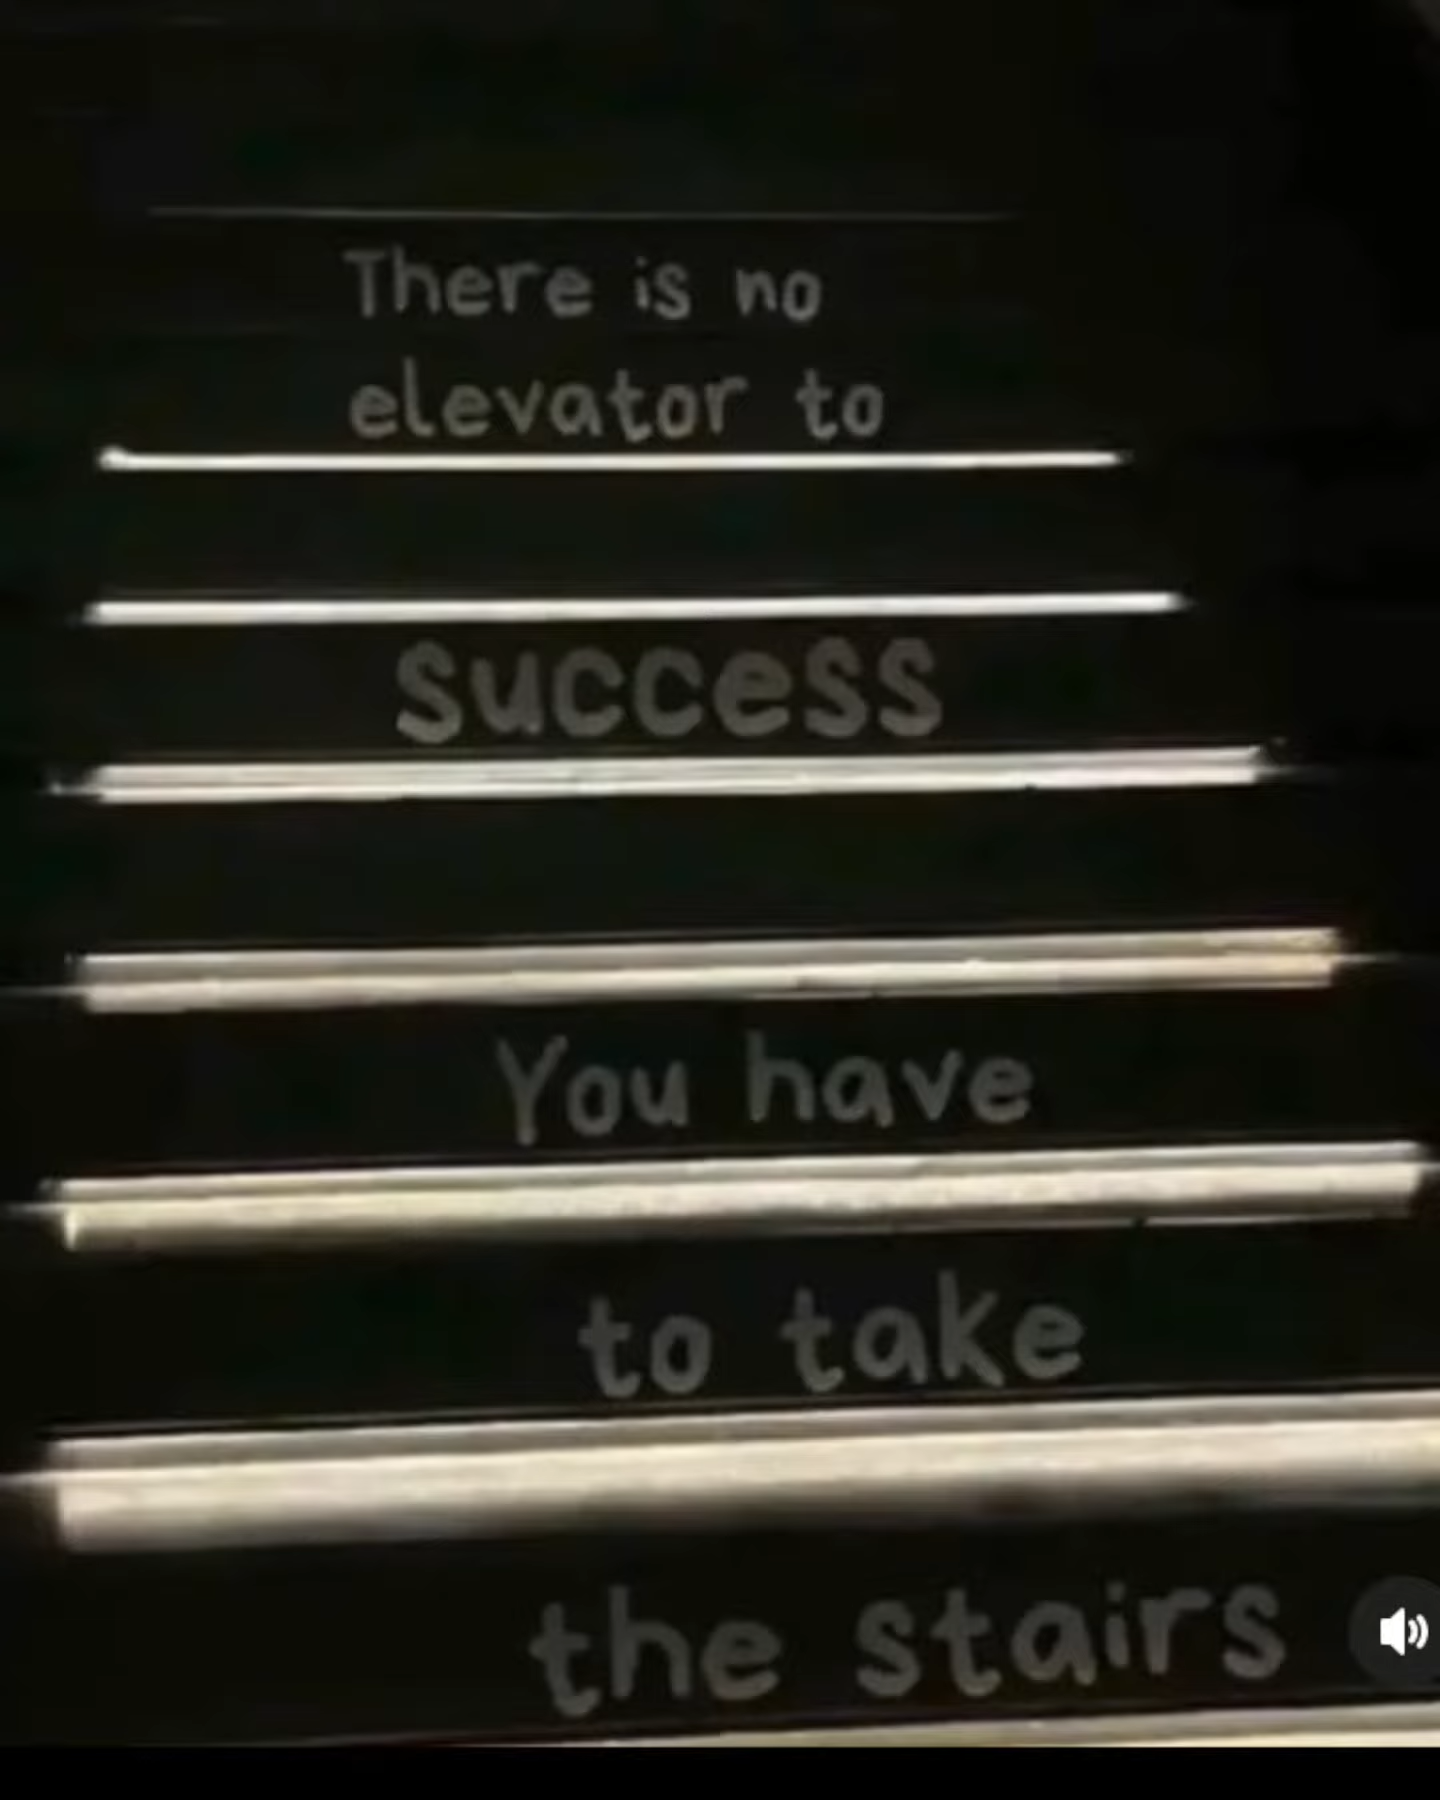 There is no
elevator to
success
You have
to take
the stairs